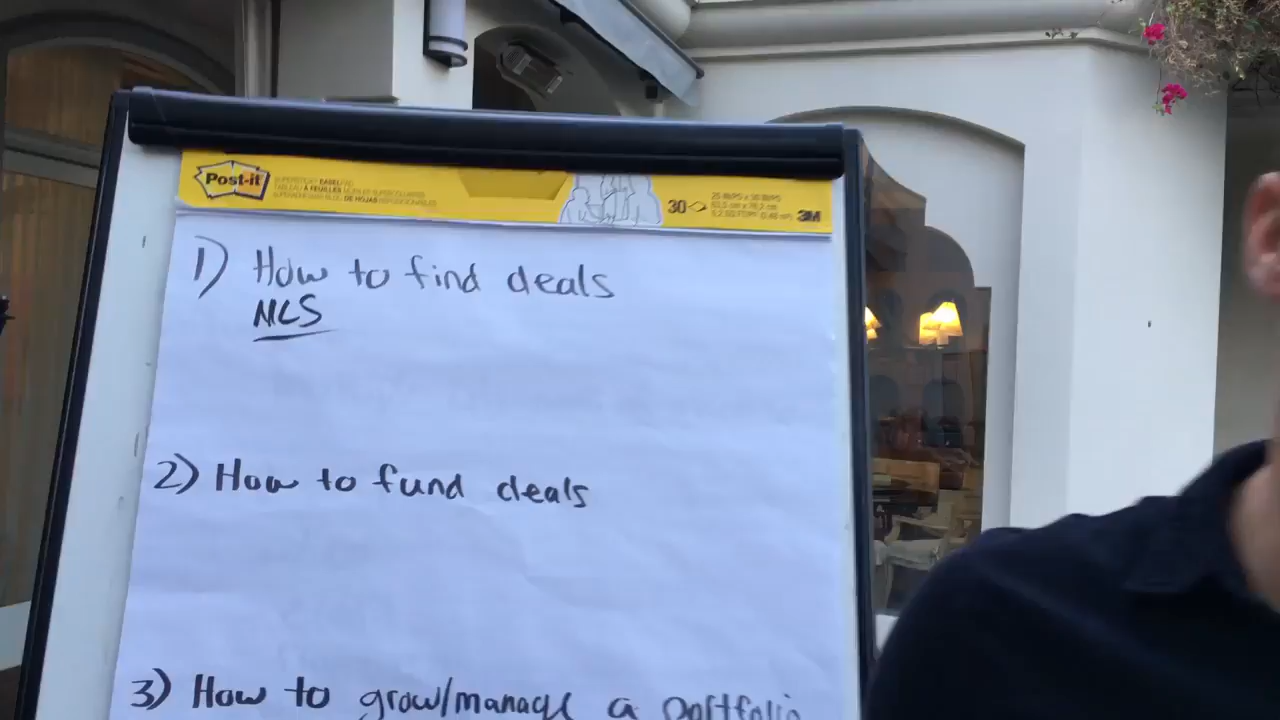 Post-it
30
3M
1) How to find deals
MLS
2) How to fund deals
3) How to grow/manage a portfolio